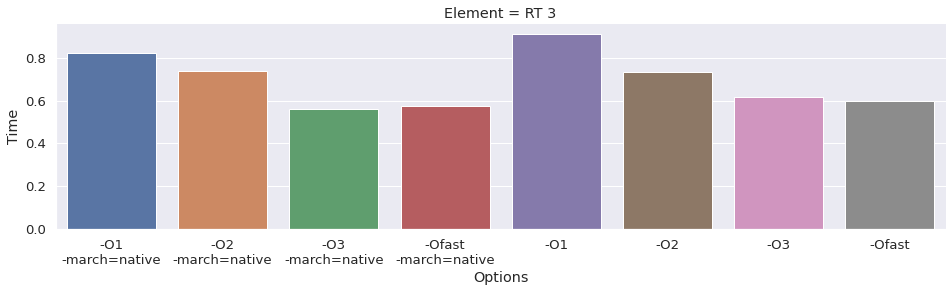 Element = RT 3
Time
0.8
0.6
0.4
0.2
0.0
-O1
-march=native
-O2
-march=native
-O3
-march=native
-Ofast
-march=native
-O1
-O2
-O3
-Ofast
Options